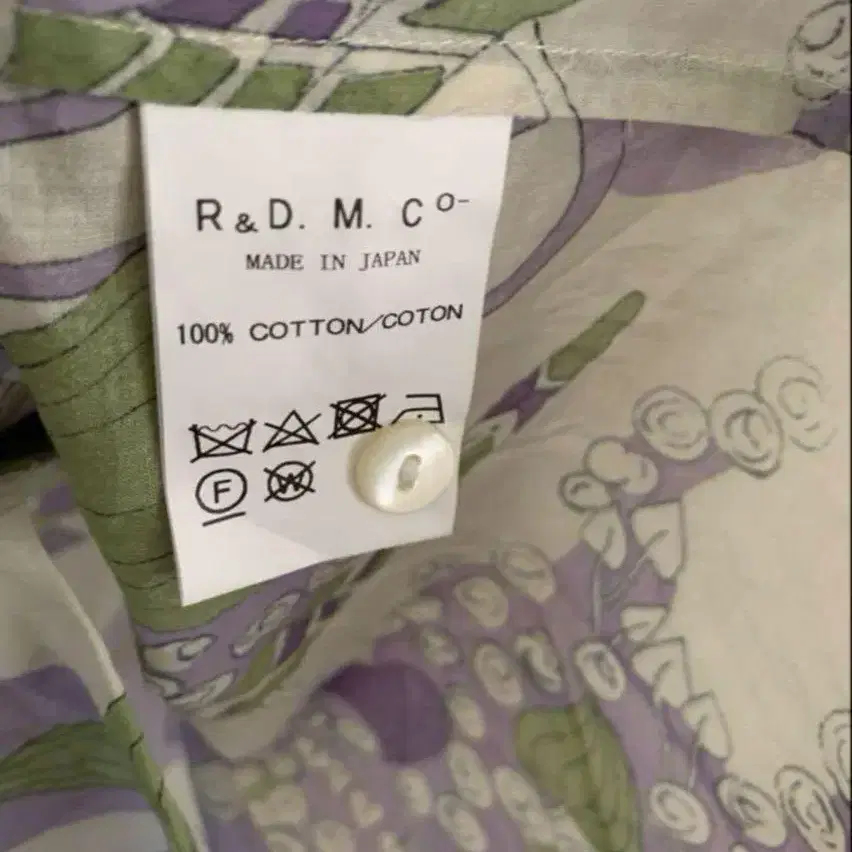 R & D. M. Co-
MADE IN JAPAN
100% COTTON/COTON
F W